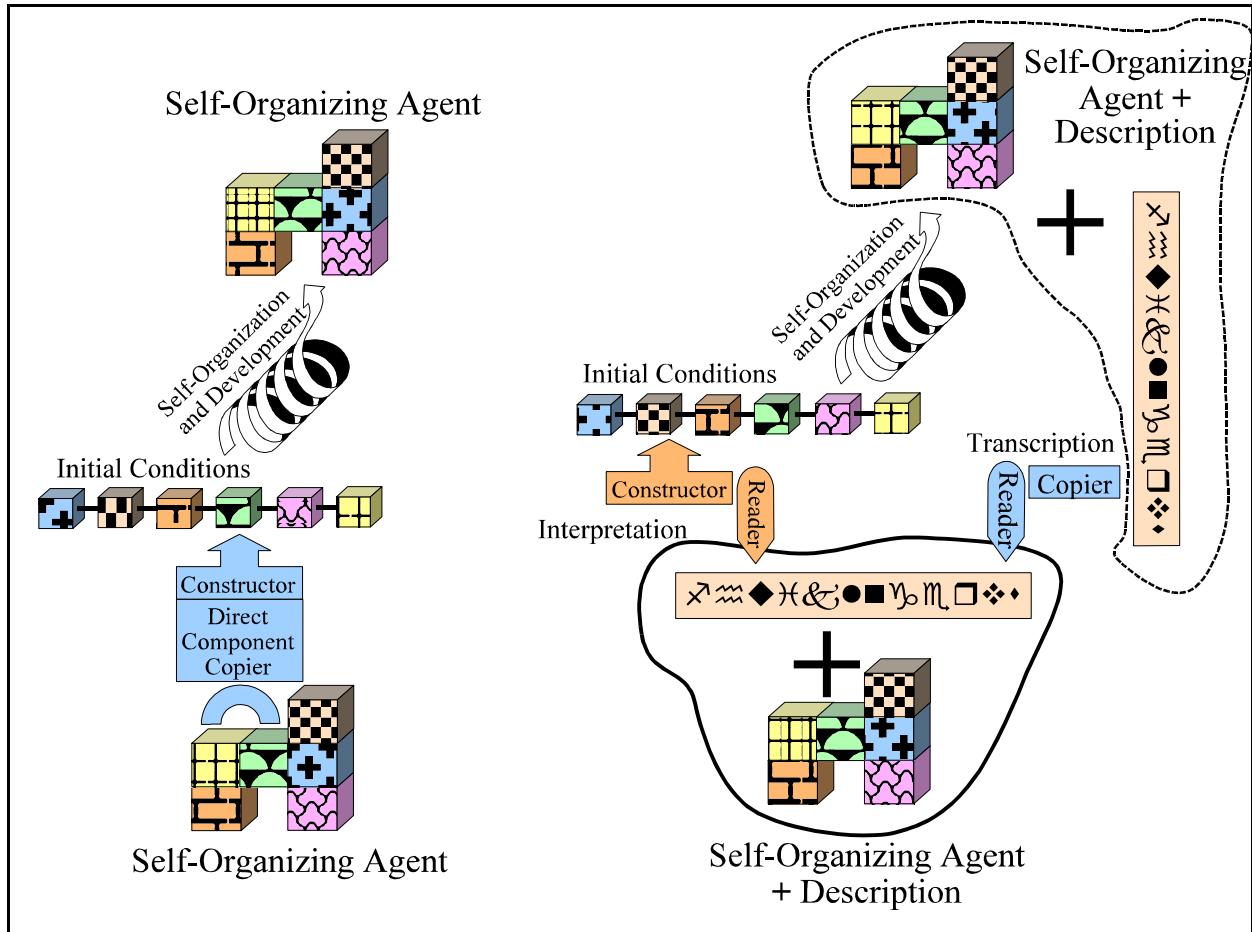 Self-Organizing Agent
Self-Organization
and Development
Initial Conditions
Constructor
Direct
Component
Copier
Self-Organizing Agent
Self-Organizing
Agent +
Description
Self-Organization
and Development
Initial Conditions
Transcription
Constructor
Reader
Reader
Copier
Interpretation
Self-Organizing Agent
+ Description